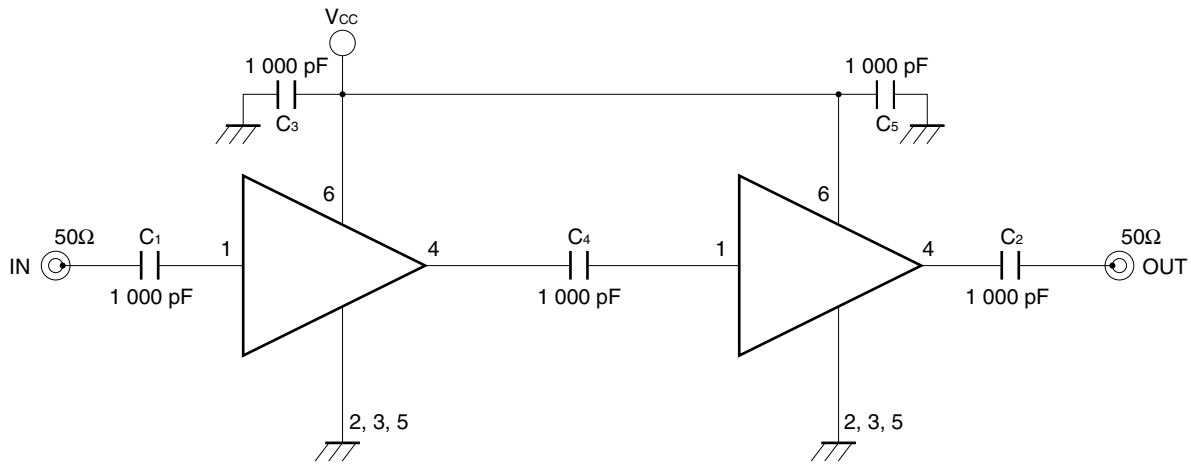 VCC
1 000 pF
1 000 pF
C3
C5
6
6
50Ω
C1
1
4
C4
1
4
C2
50Ω
IN
OUT
1 000 pF
1 000 pF
1 000 pF
2, 3, 5
2, 3, 5